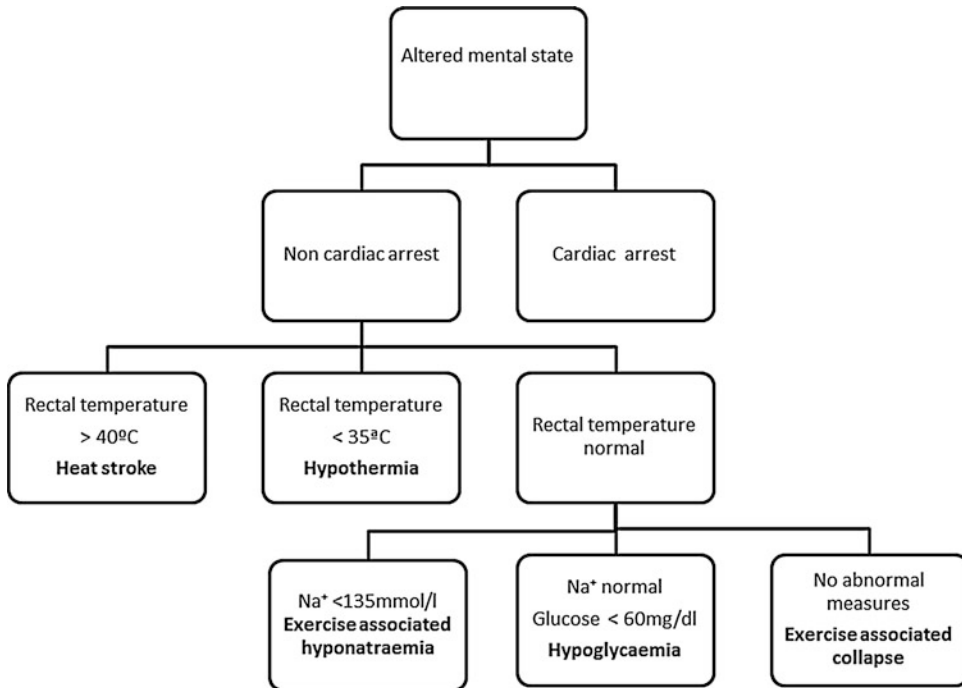 Altered mental state
Non cardiac arrest
Cardiac arrest
Rectal temperature
> 40ºC
Heat stroke
Rectal temperature
< 35ªC
Hypothermia
Rectal temperature
normal
Na⁺ <135mmol/l
Exercise associated
hyponatraemia
Na⁺ normal
Glucose < 60mg/dl
Hypoglycaemia
No abnormal
measures
Exercise associated
collapse